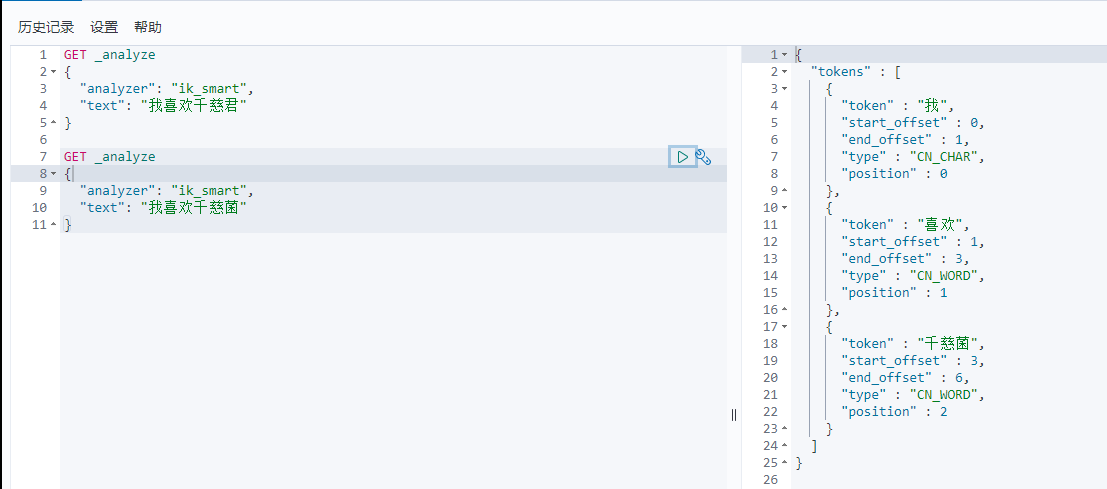 历史记录 设置 帮助
1 GET _analyze
2 {
3 "analyzer": "ik_smart",
4 "text": "我喜欢千慈君"
5 }
6
7 GET _analyze
8 {
9 "analyzer": "ik_smart",
10 "text": "我喜欢千慈菌"
11 }
1 {
2 "tokens" : [
3 {
4 "token" : "我",
5 "start_offset" : 0,
6 "end_offset" : 1,
7 "type" : "CN_CHAR",
8 "position" : 0
9 },
10 {
11 "token" : "喜欢",
12 "start_offset" : 1,
13 "end_offset" : 3,
14 "type" : "CN_WORD",
15 "position" : 1
16 },
17 {
18 "token" : "千慈菌",
19 "start_offset" : 3,
20 "end_offset" : 6,
21 "type" : "CN_WORD",
22 "position" : 2
23 }
24 ]
25 }
26